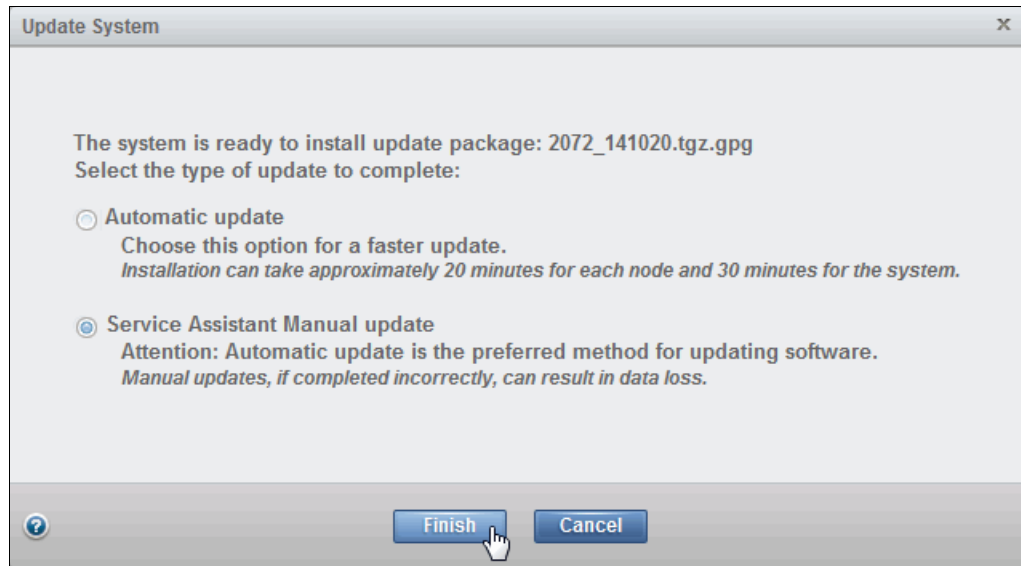 Update System
x
The system is ready to install update package: 2072_141020.tgz.gpg
Select the type of update to complete:
Automatic update
Choose this option for a faster update.
Installation can take approximately 20 minutes for each node and 30 minutes for the system.
Service Assistant Manual update
Attention: Automatic update is the preferred method for updating software.
Manual updates, if completed incorrectly, can result in data loss.
?
Finish
Cancel